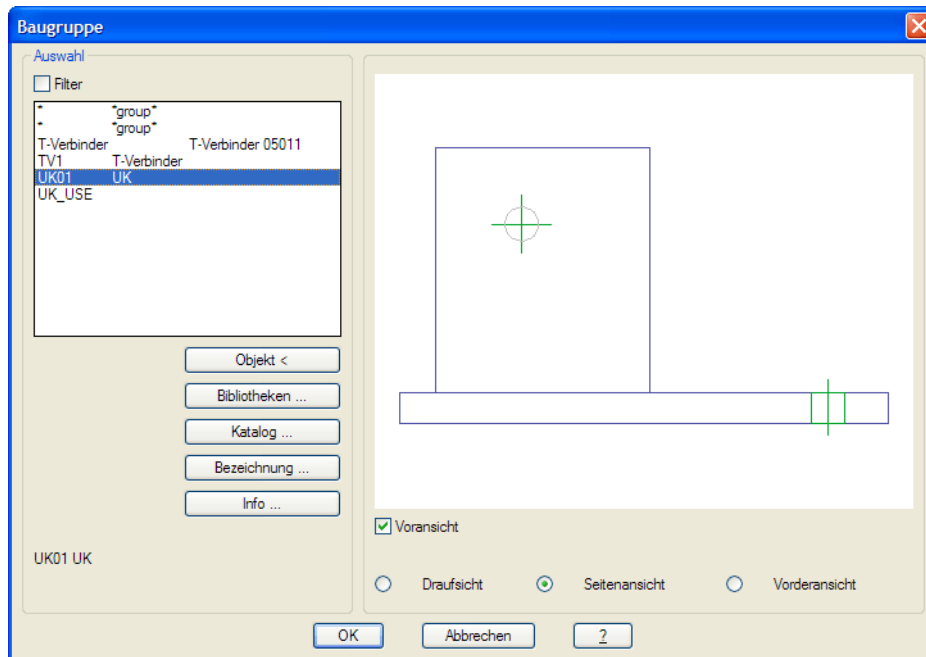 Baugruppe
Auswahl
Filter
* *group*
* *group*
T-Verbinder T-Verbinder 05011
TV1 T-Verbinder
UK01 UK
UK_USE
Objekt <
Bibliotheken ...
Katalog ...
Bezeichnung ...
Info ...
UK01 UK
Voransicht
Draufsicht Seitenansicht Vorderansicht
OK Abbrechen ?